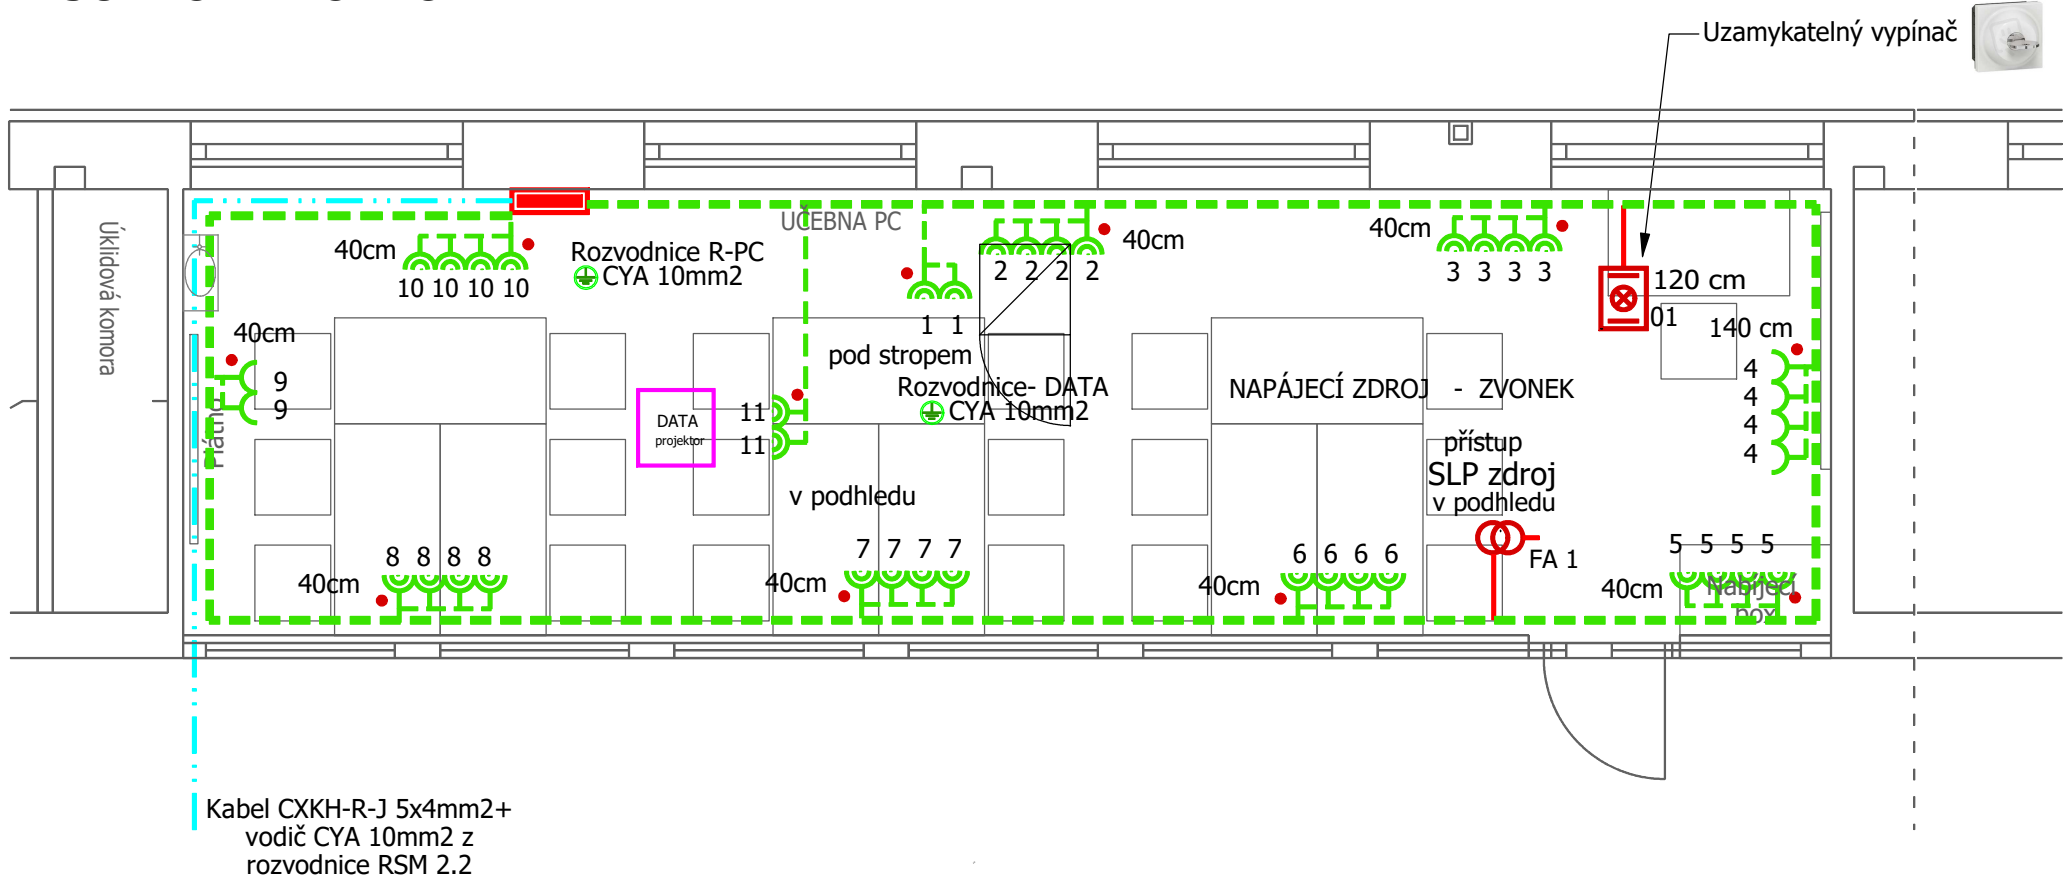 Uzamykatelný vypínač
Úklidová komora
UČEBNA PC
40cm
10 10 10 10
Rozvodnice R-PC
CYA 10mm2
1 1
pod stropem
2 2 2 2
40cm
40cm
3 3 3 3
120 cm
01
140 cm
4
4
4
4
40cm
9
9
Plátno
DATA
projektor
11
11
Rozvodnice- DATA
CYA 10mm2
NAPÁJECÍ ZDROJ - ZVONEK
přístup
SLP zdroj
v podhledu
v podhledu
FA 1
8 8 8 8
40cm
7 7 7 7
40cm
6 6 6 6
40cm
5 5 5 5
40cm
Nabíjecí
box
Kabel CXKH-R-J 5x4mm2+
vodič CYA 10mm2 z
rozvodnice RSM 2.2